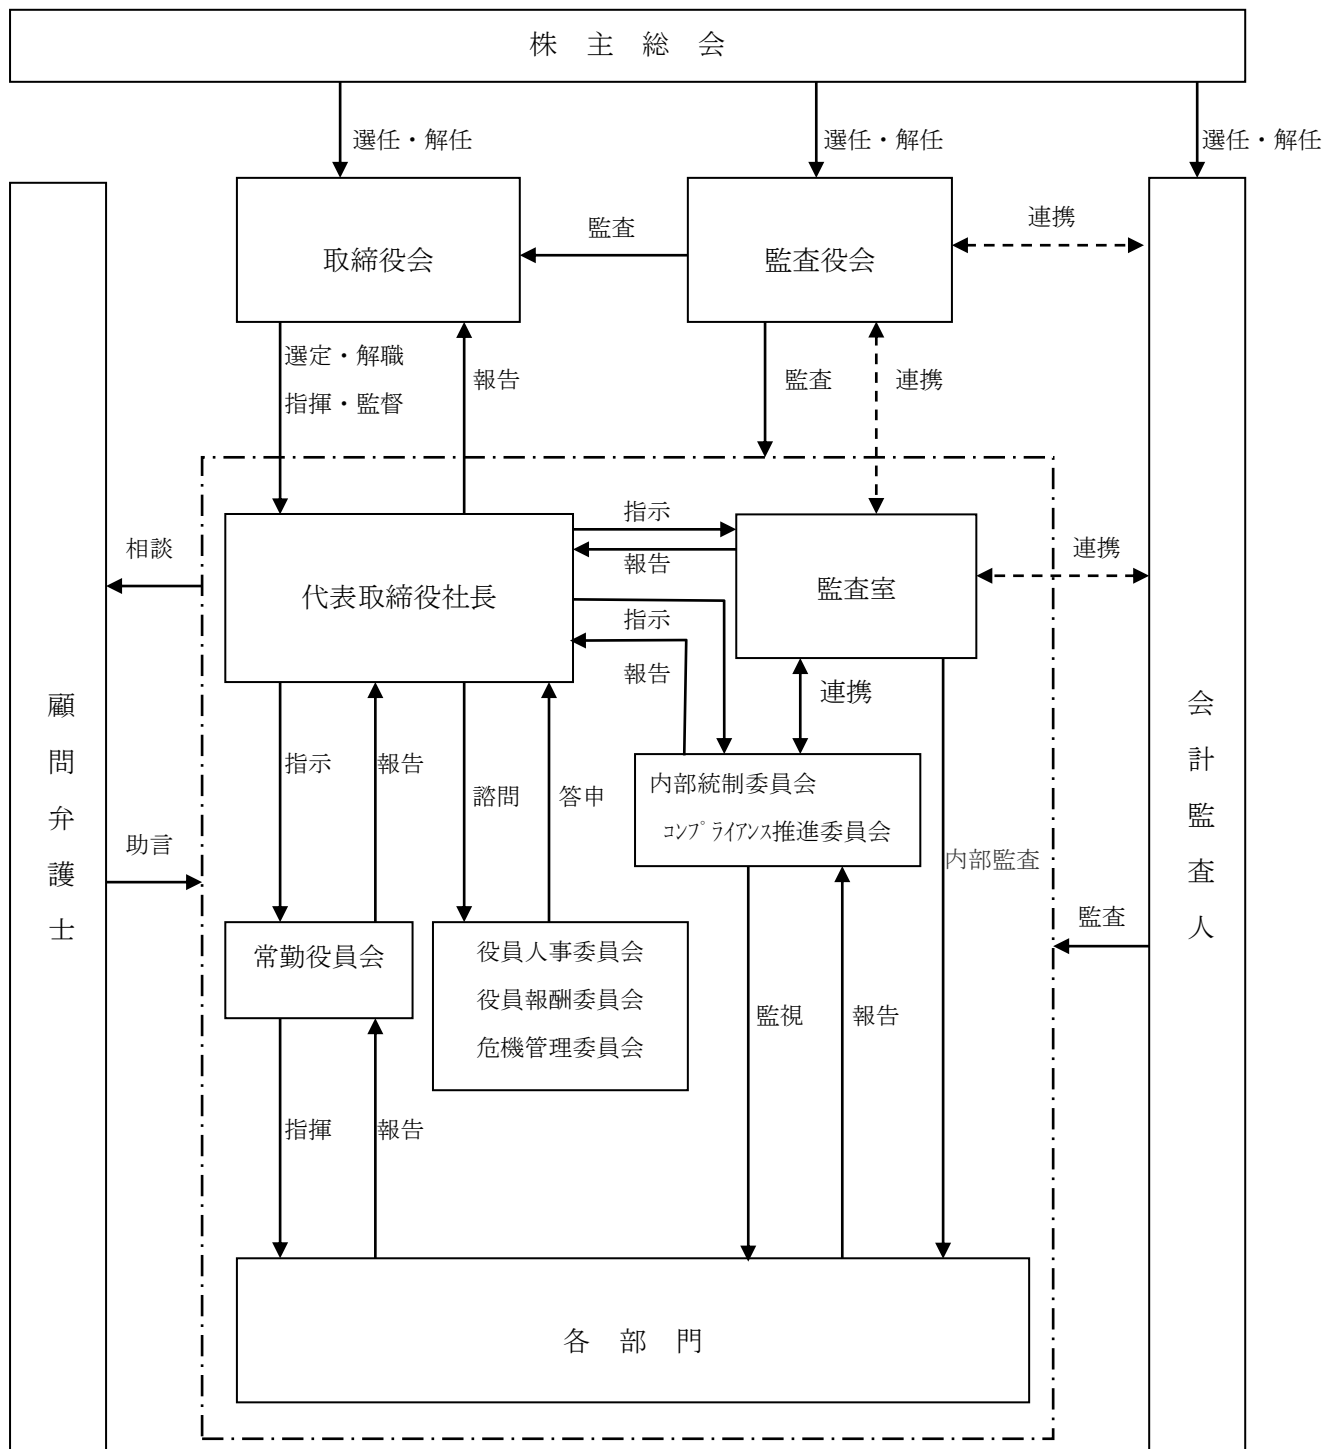 株 主 総 会
選任・解任
選任・解任
選任・解任
取締役会
監査
監査役会
連携
選定・解職
指揮・監督
報告
監査
連携
相談
代表取締役社長
指示
報告
指示
報告
監査室
連携
連携
顧問弁護士
会計監査人
指示
報告
諮問
答申
内部統制委員会
コンプライアンス推進委員会
助言
内部監査
監査
常勤役員会
役員人事委員会
役員報酬委員会
危機管理委員会
監視
報告
指揮
報告
各 部 門